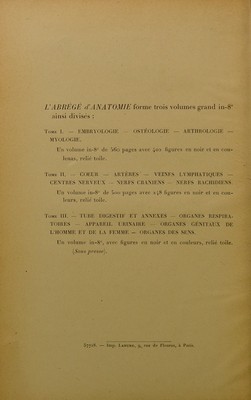 L'ABRÉGÉ d'ANATOMIE forme trois volumes grand in-8°
ainsi divisés :
Tome I. — EMBRYOLOGIE — OSTÉOLOGIE — ARTHROLOGIE —
MYOLOGIE.
Un volume in-8° de 560 pages avec 402 figures en noir et en cou-
leurs, relié toile.
Tome II. — CŒUR — ARTÈRES — VEINES LYMPHATIQUES —
CENTRES NERVEUX — NERFS CRANIENS — NERFS RACHIDIENS.
Un volume in-8° de 500 pages avec 248 figures en noir et en cou-
leurs, relié toile.
Tome III. — TUBE DIGESTIF ET ANNEXES — ORGANES RESPIRA-
TOIRES — APPAREIL URINAIRE — ORGANES GÉNITAUX DE
L'HOMME ET DE LA FEMME — ORGANES DES SENS.
Un volume in-8°, avec figures en noir et en couleurs, relié toile.
(Sous presse).
— Imp. Lahure, 9, rue de Fleurus, à Paris.